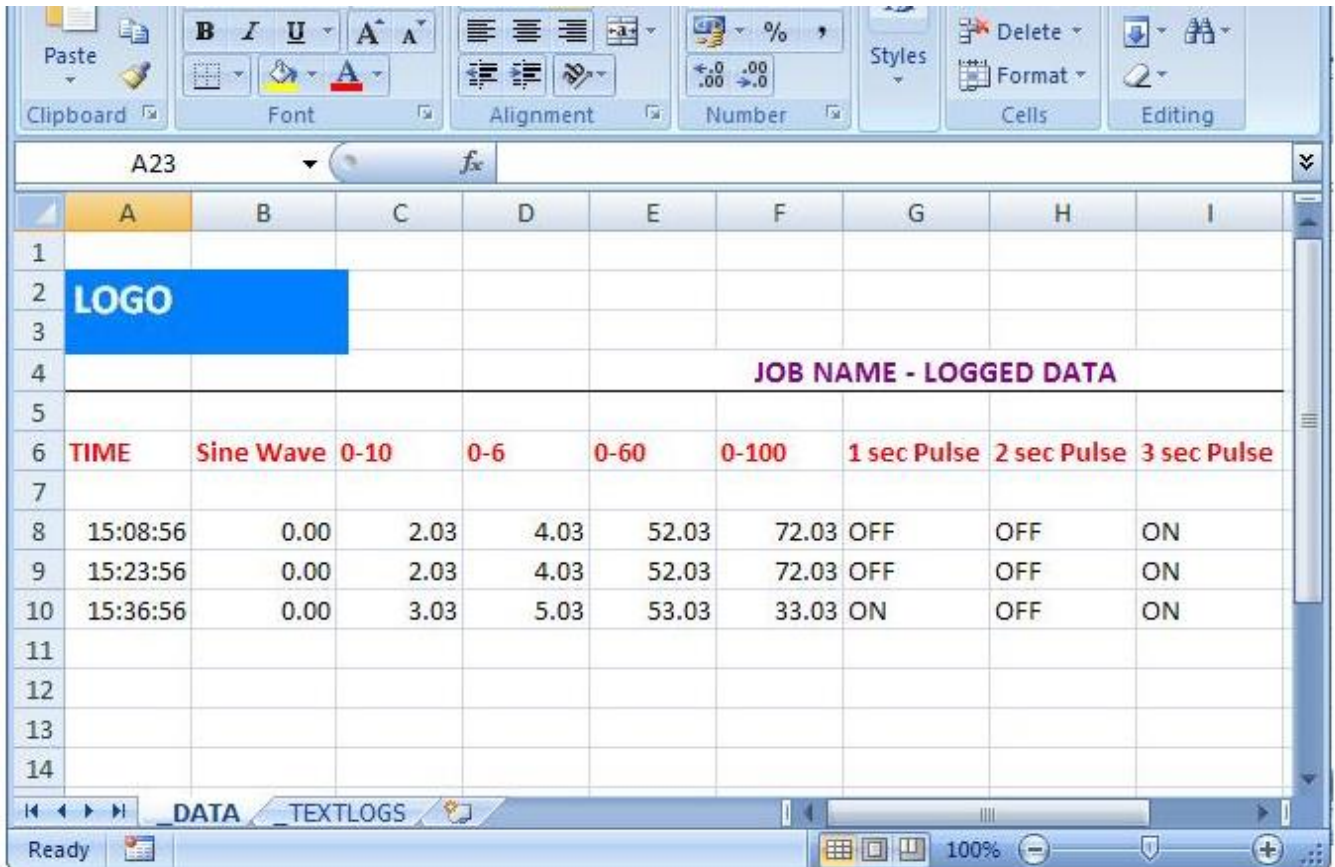 Paste
B I U A A
% ,
Styles
Delete
A
.00 .0
Format
Clipboard Font Alignment Number Cells Editing
A23 fx
A B C D E F G H I
1
2 LOGO
3
4 JOB NAME - LOGGED DATA
5
6 TIME Sine Wave 0-10 0-6 0-60 0-100 1 sec Pulse 2 sec Pulse 3 sec Pulse
7
8 15:08:56 0.00 2.03 4.03 52.03 72.03 OFF OFF ON
9 15:23:56 0.00 2.03 4.03 52.03 72.03 OFF OFF ON
10 15:36:56 0.00 3.03 5.03 53.03 33.03 ON OFF ON
11
12
13
14
_DATA _TEXTLOGS
Ready 100%